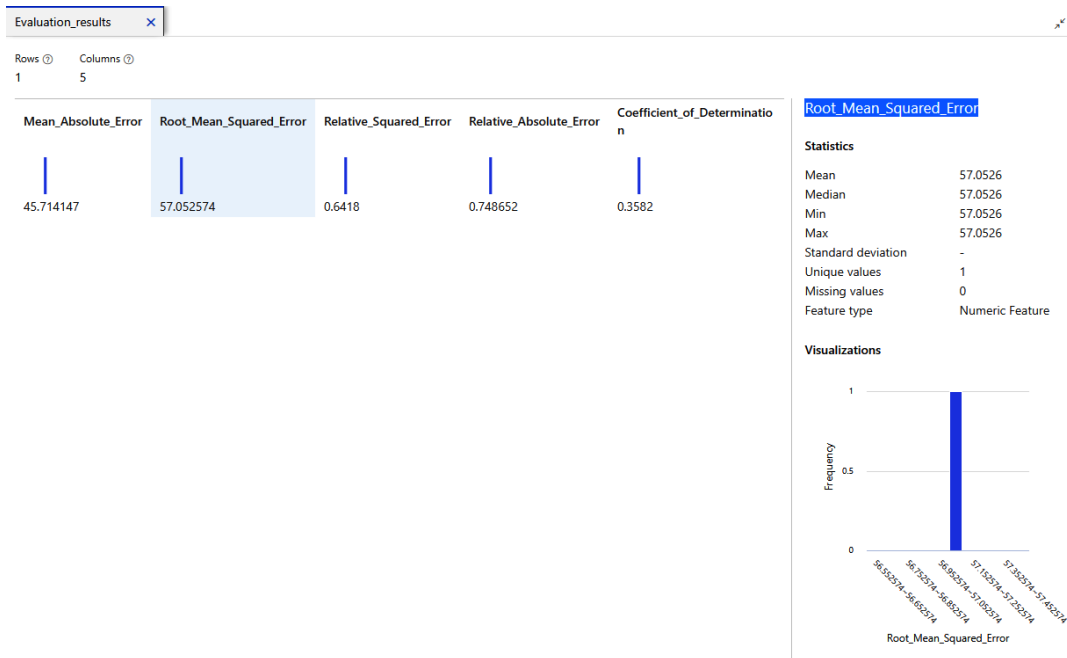 Evaluation_results
Rows
Columns
1
5
Mean_Absolute_Error
Root_Mean_Squared_Error
Relative_Squared_Error
Relative_Absolute_Error
Coefficient_of_Determinatio
n
45.714147
57.052574
0.6418
0.748652
0.3582
Root_Mean_Squared_Error
Statistics
Mean 57.0526
Median 57.0526
Min 57.0526
Max 57.0526
Standard deviation -
Unique values 1
Missing values 0
Feature type Numeric Feature
Visualizations
1
0.5
0
Frequency
56.552574~56.652574
56.752574~56.852574
56.952574~57.052574
57.152574~57.252574
57.352574~57.452574
Root_Mean_Squared_Error